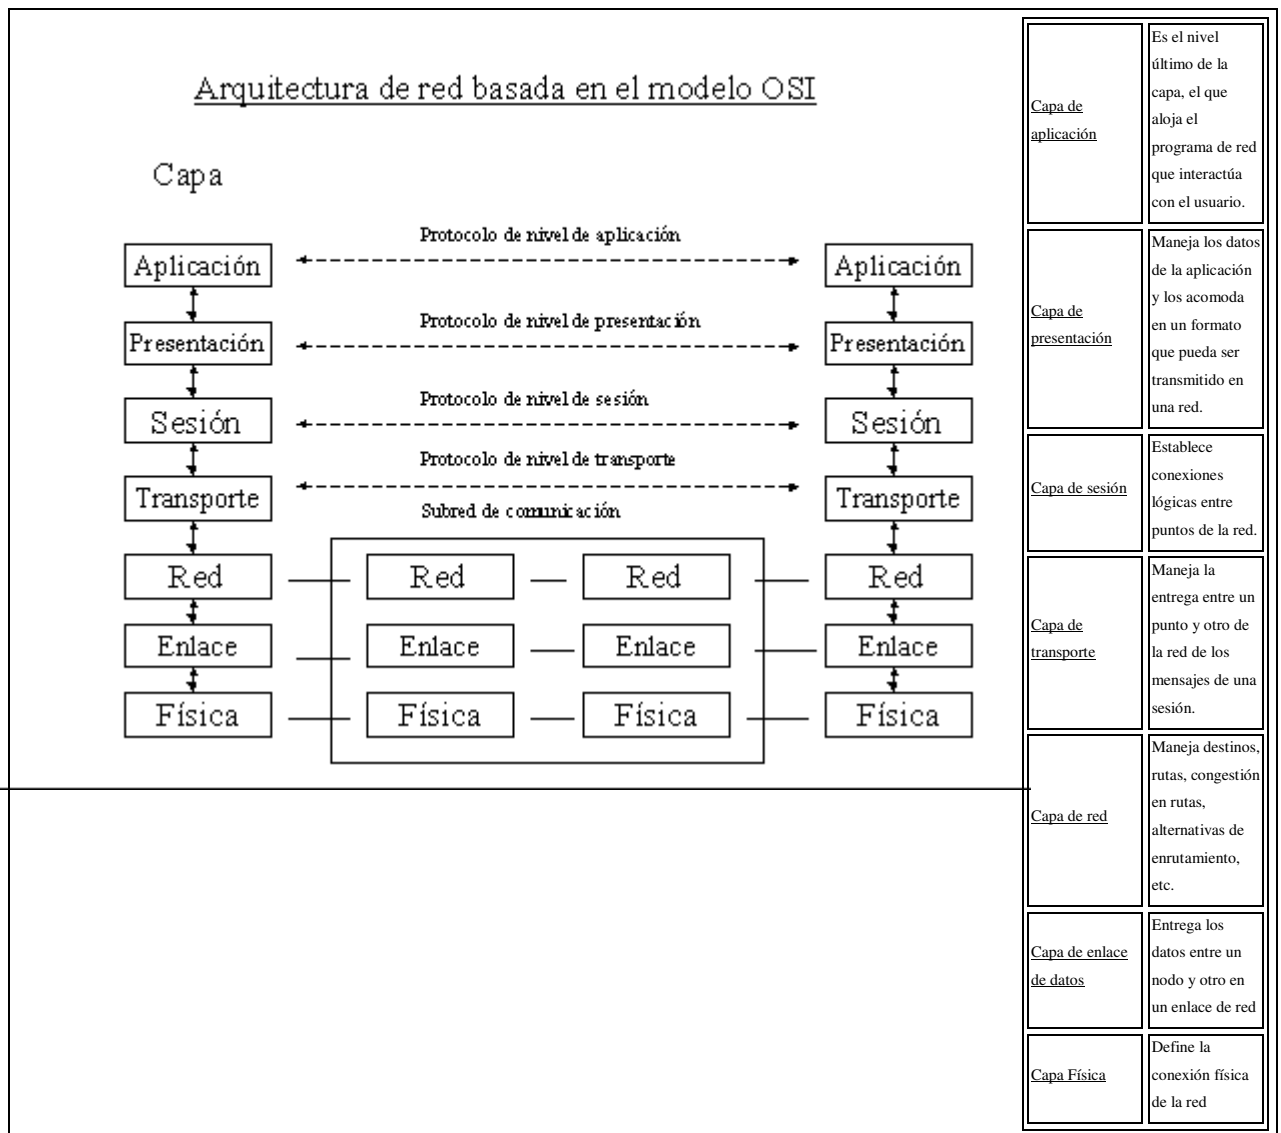 Arquitectura de red basada en el modelo OSI
Capa
Protocolo de nivel de aplicación
Aplicación
Aplicación
Protocolo de nivel de presentación
Presentación
Presentación
Protocolo de nivel de sesión
Sesión
Sesión
Protocolo de nivel de transporte
Transporte
Transporte
Subred de comunicación
Red
Red
Red
Red
Enlace
Enlace
Enlace
Enlace
Física
Física
Física
Física
Capa de
aplicación
Es el nivel
último de la
capa, el que
aloja el
programa de red
que interactúa
con el usuario.
Capa de
presentación
Maneja los datos
de la aplicación
y los acomoda
en un formato
que pueda ser
transmitido en
una red.
Capa de sesión
Establece
conexiones
lógicas entre
puntos de la red.
Capa de
transporte
Maneja la
entrega entre un
punto y otro de
la red de los
mensajes de una
sesión.
Capa de red
Maneja destinos,
rutas, congestión
en rutas,
alternativas de
enrutamiento,
etc.
Capa de enlace
de datos
Entrega los
datos entre un
nodo y otro en
un enlace de red
Capa Física
Define la
conexión física
de la red